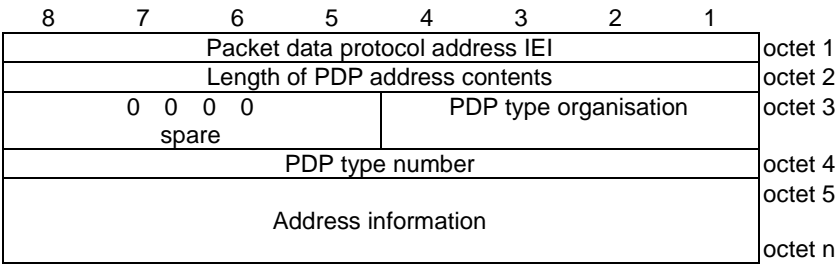 8 7 6 5 4 3 2 1
Packet data protocol address IEI octet 1
Length of PDP address contents octet 2
0 0 0 0 PDP type organisation octet 3
spare
PDP type number octet 4
octet 5
Address information
octet n